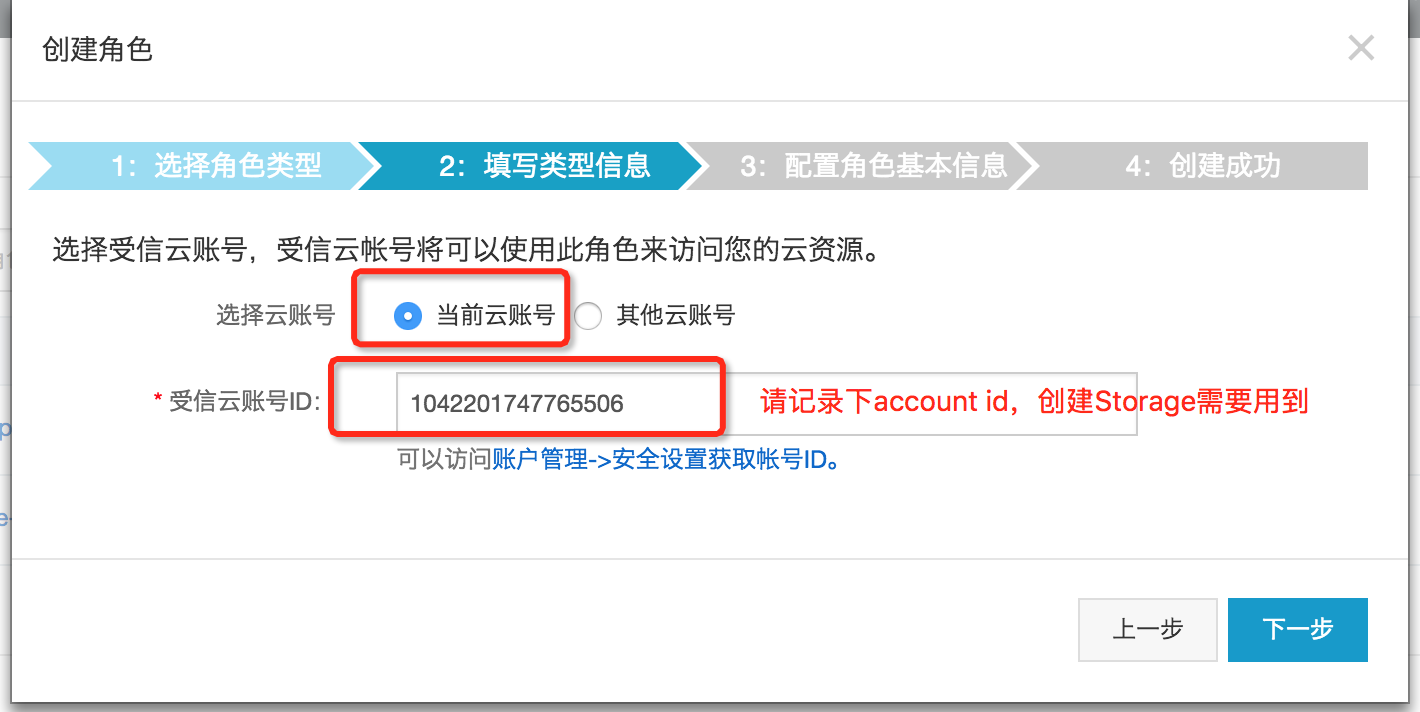 创建角色
1：选择角色类型
2：填写类型信息
3：配置角色基本信息
4：创建成功
选择受信云账号，受信云帐号将可以使用此角色来访问您的云资源。
选择云账号 当前云账号 其他云账号
* 受信云账号ID: 1042201747765506 请记录下account id，创建Storage需要用到
可以访问账户管理->安全设置获取帐号ID。
上一步 下一步